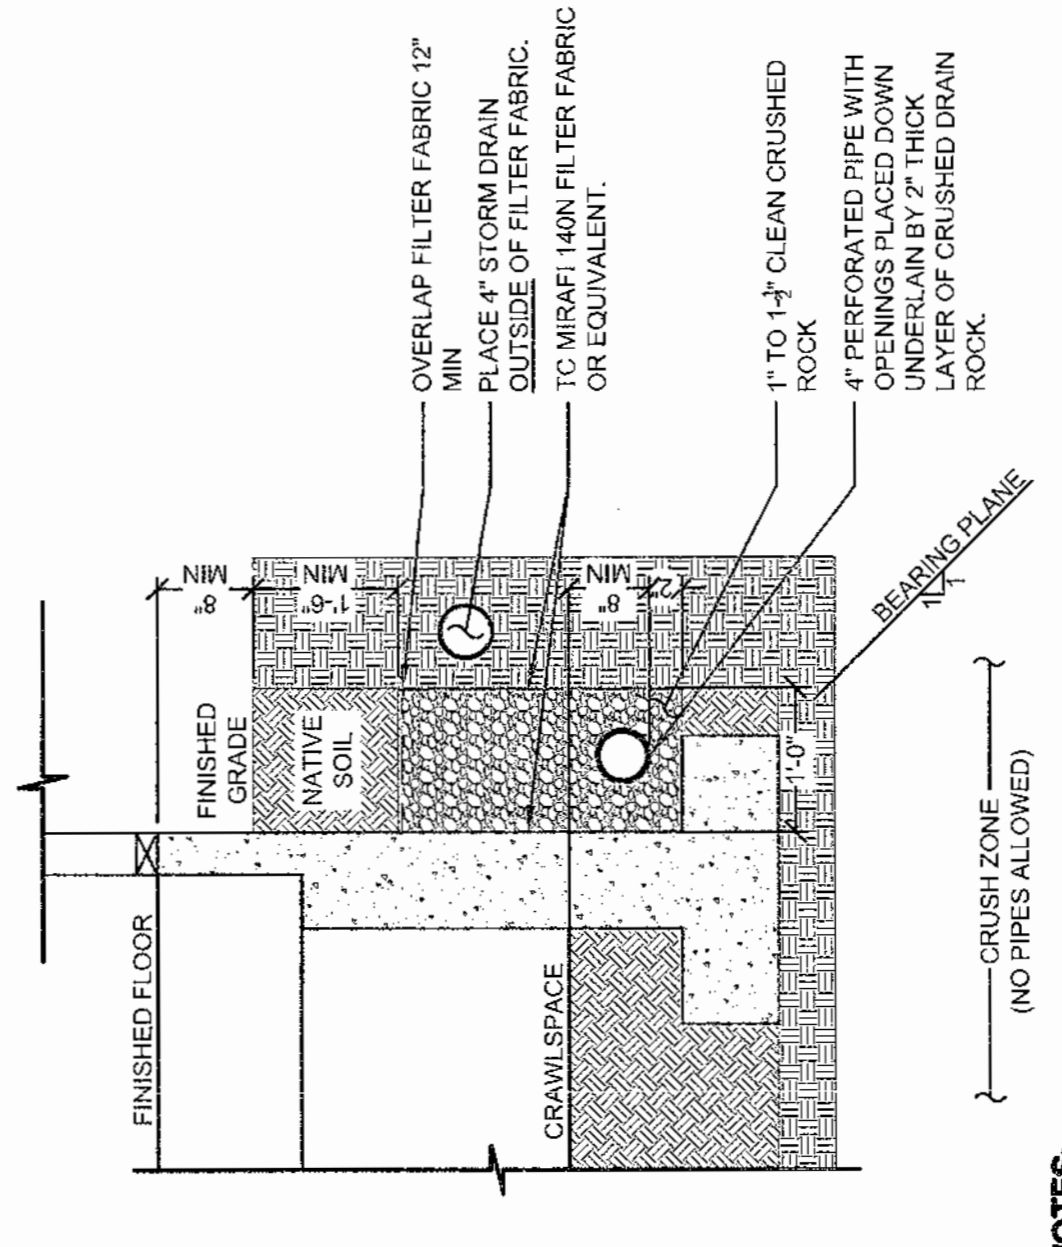 OVERLAP FILTER FABRIC 12"
MIN
PLACE 4" STORM DRAIN
OUTSIDE OF FILTER FABRIC.
TC MIRAFI 140N FILTER FABRIC
OR EQUIVALENT.
1" TO 1-½" CLEAN CRUSHED
ROCK
4" PERFORATED PIPE WITH
OPENINGS PLACED DOWN
UNDERLAIN BY 2" THICK
LAYER OF CRUSHED DRAIN
ROCK.
8"
MIN
1'-6"
MIN
8"
MIN
2"
FINISHED
GRADE
NATIVE
SOIL
FINISHED FLOOR
CRAWLSPACE
1'-0"
BEARING PLANE
1
1
CRUSH ZONE
(NO PIPES ALLOWED)